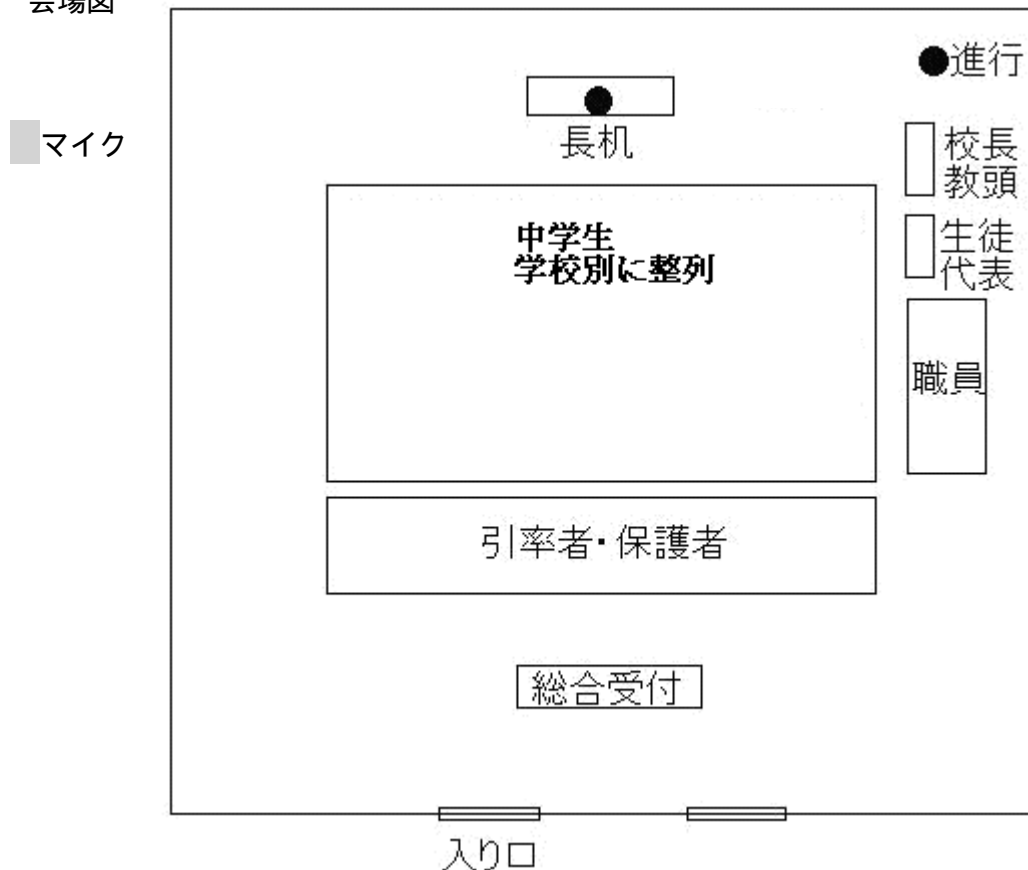 会場図
●進行
長机
マイク
校長
教頭
中学生
学校別に整列
生徒
代表
職員
引率者・保護者
総合受付
入り口